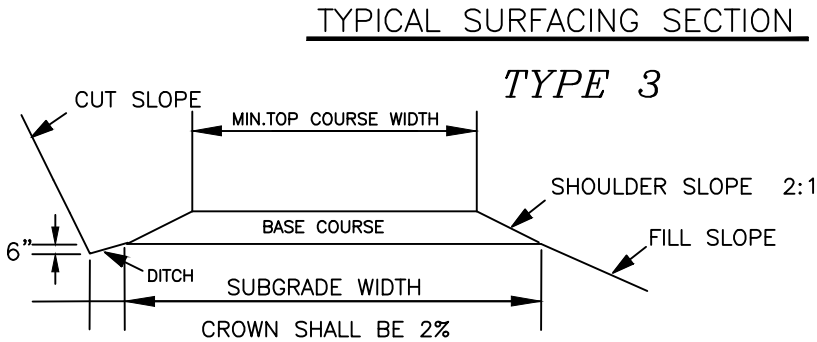 TYPICAL SURFACING SECTION
TYPE 3
CUT SLOPE
MIN.TOP COURSE WIDTH
SHOULDER SLOPE 2:1
BASE COURSE
FILL SLOPE
6"
DITCH
SUBGRADE WIDTH
CROWN SHALL BE 2%